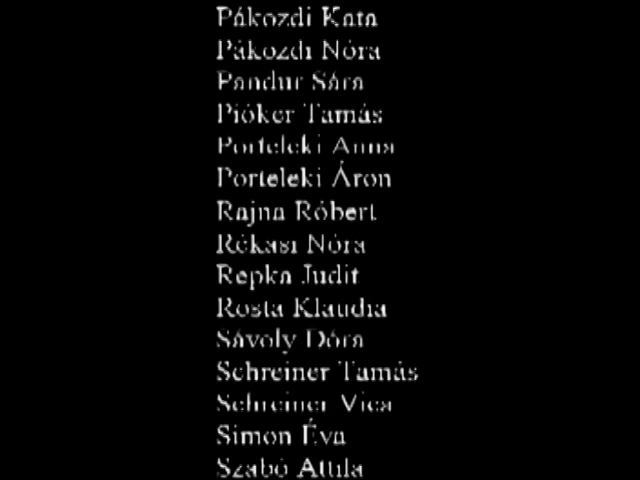 Pákozdi Kata
Pákozdi Nóra
Pandur Sára
Pióker Tamás
Porteleki Anna
Porteleki Áron
Rajna Róbert
Rékasi Nóra
Repka Judit
Rosta Klaudia
Sávoly Dóra
Schreiner Tamás
Schreiner Vica
Simon Éva
Szabó Attila